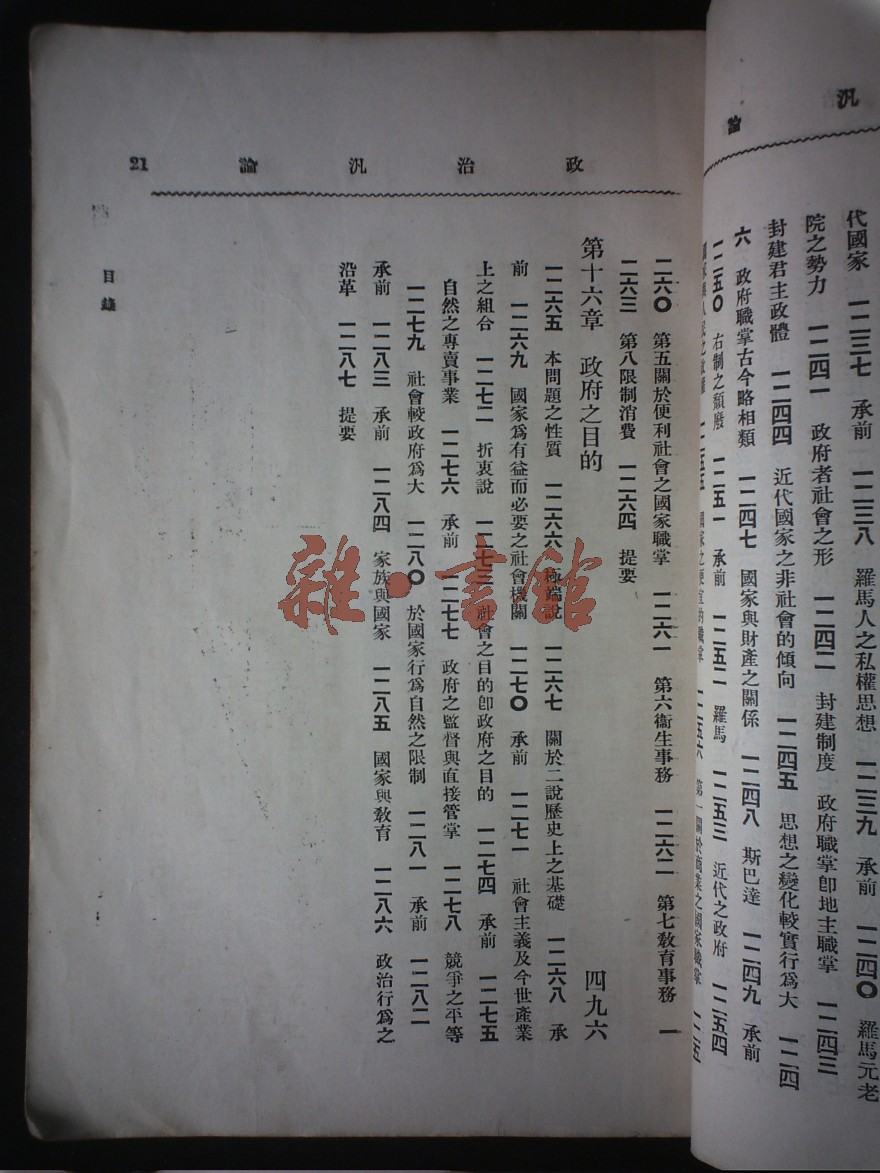 汎
論
代國家　一二三七　承前　一二三八　羅馬人之私權思想　一二三九　承前　一二四〇　羅馬元老
院之勢力　一二四一　政府者社會之形　一二四二　封建制度　政府職掌卽地主職掌　一二四三
封建君主政體　一二四四　近代國家之非社會的傾向　一二四五　思想之變化較實行爲大　一二四
六　政府職掌古今略相類　一二四七　國家與財產之關係　一二四八　斯巴達　一二四九　承前
一二五〇　右制之頽廢　一二五一　承前　一二五二　羅馬　一二五三　近代之政府　一二五四
政治汎論
21
二六〇　第五關於便利社會之國家職掌　一二六一　第六衞生事務　一二六二　第七敎育事務　一
二六三　第八限制消費　一二六四　提要
第十六章　政府之目的　四九六
一二六五　本問題之性質　一二六六　極端說　一二六七　關於二說歷史上之基礎　一二六八　承
前　一二六九　國家爲有益而必要之社會機關　一二七〇　承前　一二七一　社會主義及今世產業
上之組合　一二七二　折衷說　一二七三　社會之目的卽政府之目的　一二七四　承前　一二七五
自然之專賣事業　一二七六　承前　一二七七　政府之監督與直接管掌　一二七八　競爭之平等
一二七九　社會較政府爲大　一二八〇　於國家行爲自然之限制　一二八一　承前　一二八二
承前　一二八三　承前　一二八四　家族與國家　一二八五　國家與敎育　一二八六　政治行爲之
沿革　一二八七　提要
目錄
雜·書館